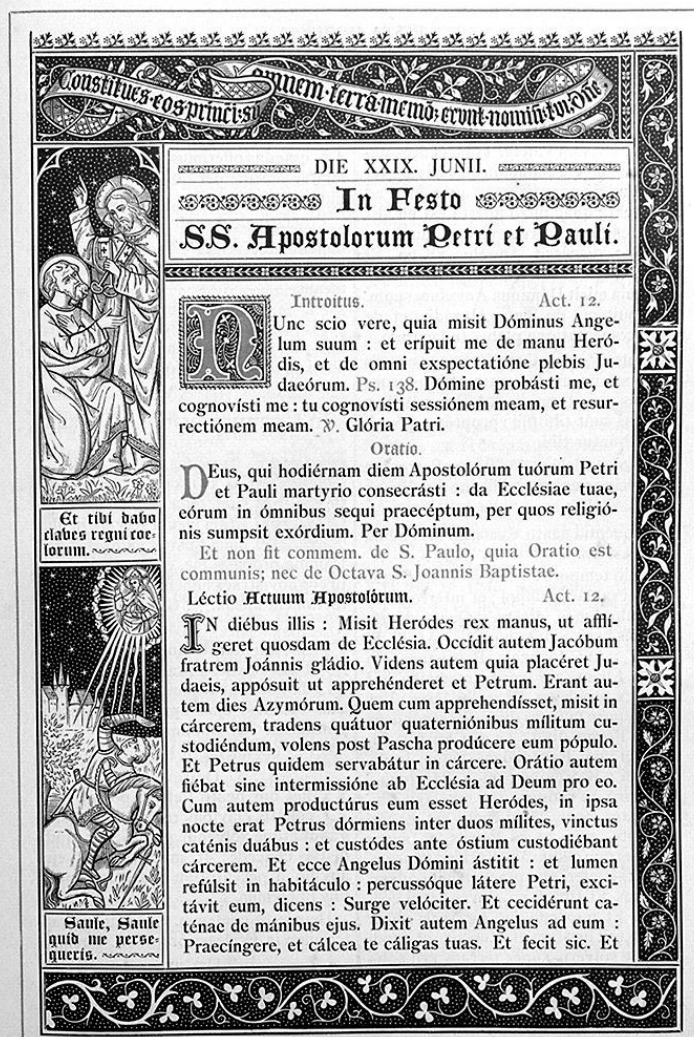 Constitues·eos·princi·su omnem·terrã·memõ; erunt·nomiñ·
DIE XXIX. JUNII.
In Festo
SS. Apostolorum Petri et Pauli.
Introitus. Act. 12.
NUnc scio vere, quia misit Dóminus Ange-
lum suum : et erípuit me de manu Heró-
dis, et de omni exspectatióne plebis Ju-
daeórum. Ps. 138. Dómine probásti me, et
cognovísti me : tu cognovísti sessiónem meam, et resur-
rectiónem meam. ℣. Glória Patri.
Oratio.
DEus, qui hodiérnam diem Apostolórum tuórum Petri
et Pauli martyrio consecrásti : da Ecclésiae tuae,
eórum in ómnibus sequi praecéptum, per quos religió-
nis sumpsit exórdium. Per Dóminum.
Et non fit commem. de S. Paulo, quia Oratio est
communis; nec de Octava S. Joannis Baptistae.
Léctio Actuum Apostolórum. Act. 12.
IN diébus illis : Misit Heródes rex manus, ut afflí-
geret quosdam de Ecclésia. Occídit autem Jacóbum
fratrem Joánnis gládio. Videns autem quia placéret Ju-
daeis, appósuit ut apprehénderet et Petrum. Erant au-
tem dies Azymórum. Quem cum apprehendísset, misit in
cárcerem, tradens quátuor quaterniónibus mílitum cu-
stodiéndum, volens post Pascha prodúcere eum pópulo.
Et Petrus quidem servabátur in cárcere. Orátio autem
fiébat sine intermissióne ab Ecclésia ad Deum pro eo.
Cum autem productúrus eum esset Heródes, in ipsa
nocte erat Petrus dórmiens inter duos mílites, vinctus
caténis duábus : et custódes ante óstium custodiébant
cárcerem. Et ecce Angelus Dómini ástitit : et lumen
refúlsit in habitáculo : percussóque látere Petri, exci-
távit eum, dicens : Surge velóciter. Et cecidérunt ca-
ténae de mánibus ejus. Dixit autem Angelus ad eum :
Praecíngere, et cálcea te cáligas tuas. Et fecit sic. Et
Et tibi dabo
claves regni coe-
lorum.
Saule, Saule
quid me perse-
queris.